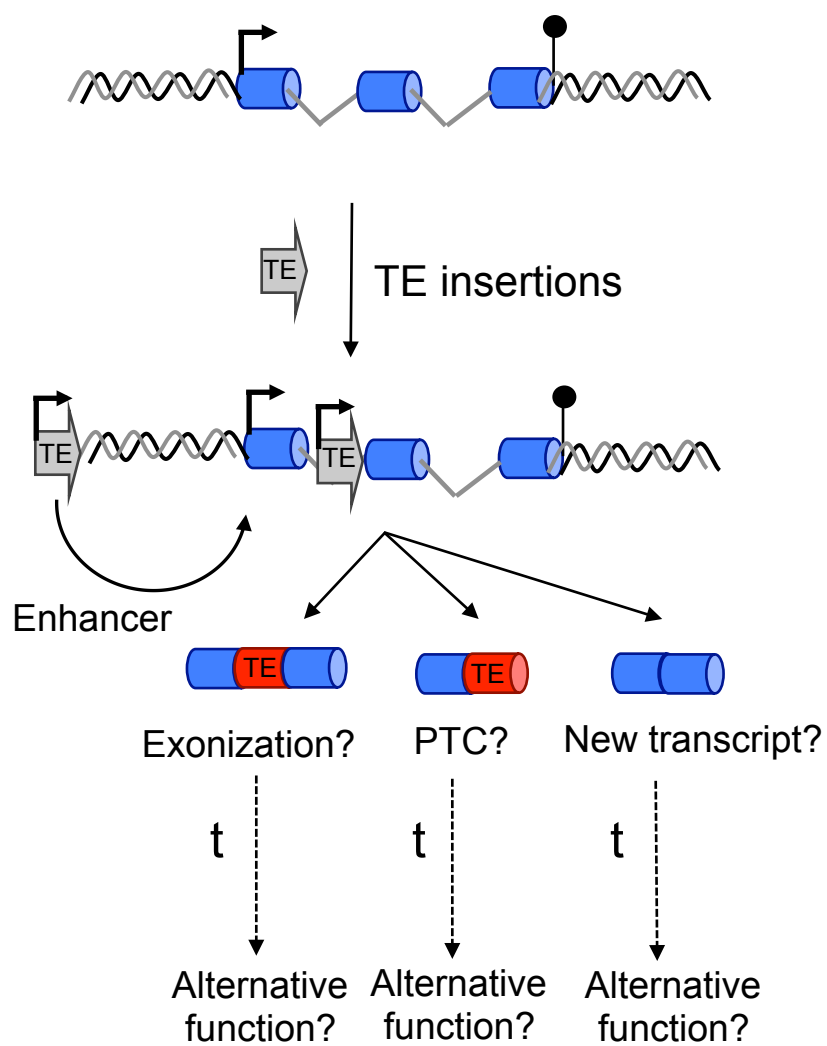 TE
TE insertions
TE
TE
Enhancer
TE
TE
Exonization?
PTC?
New transcript?
t
t
t
Alternative
function?
Alternative
function?
Alternative
function?